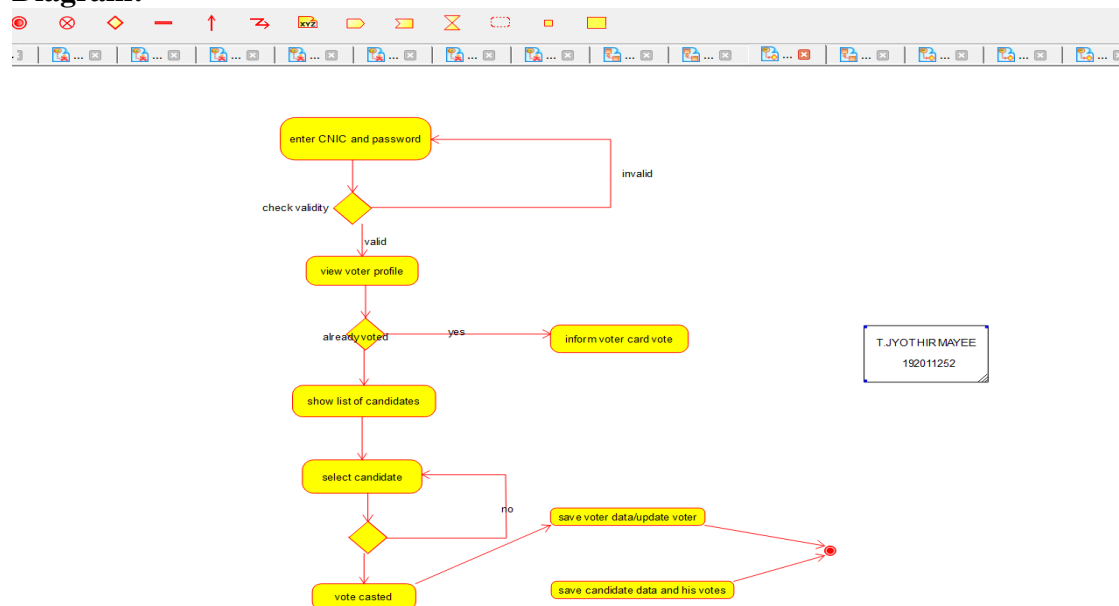 Diagram:
XYZ
enter CNIC and password
invalid
check validity
valid
view voter profile
already voted
yes
inform voter card vote
T.JYOTHIR MAYEE
192011252
show list of candidates
select candidate
no
save voter data/update voter
save candidate data and his votes
vote casted